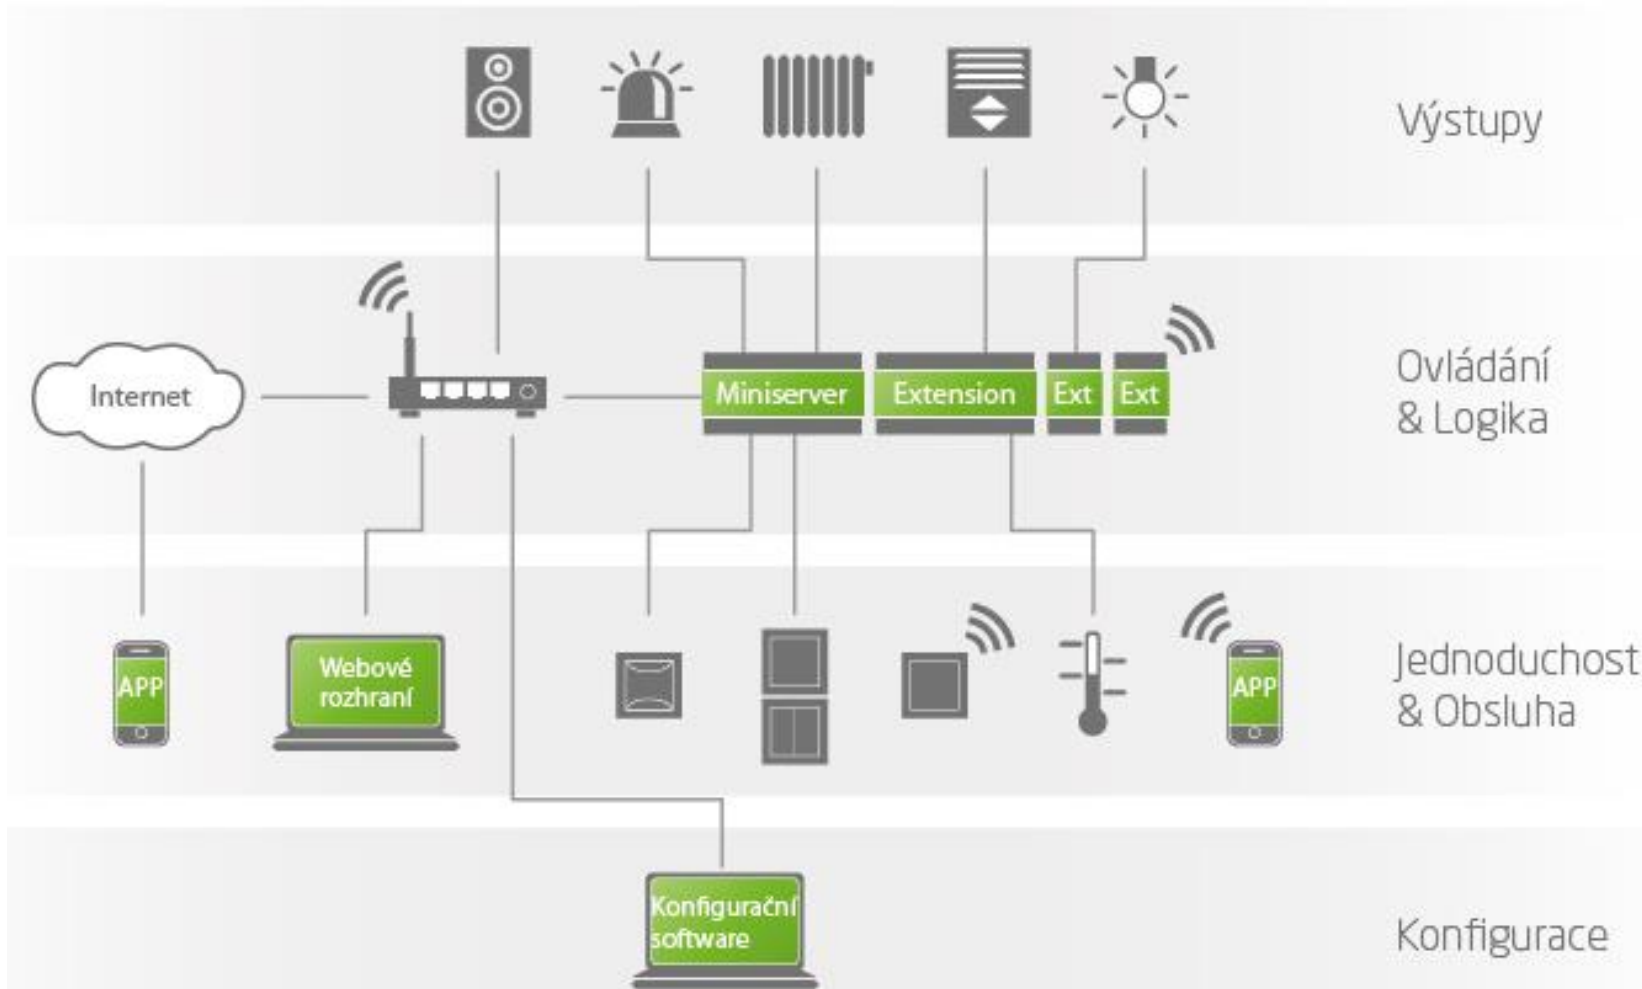 Výstupy
Internet
Miniserver
Extension
Ext
Ext
Ovládání
& Logika
APP
Webové
rozhraní
APP
Jednoduchost
& Obsluha
Konfigurační
software
Konfigurace